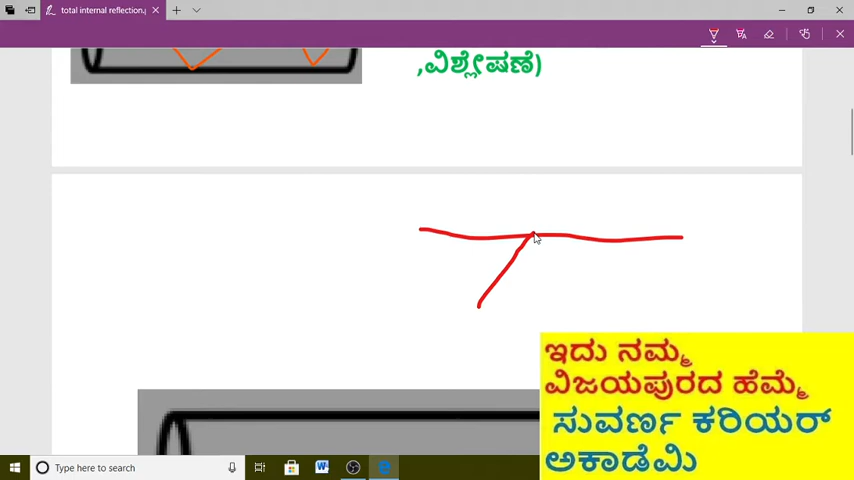 total internal reflection.p
,ವಿಶ್ಲೇಷಣೆ)
ಇದು ನಮ್ಮ
ವಿಜಯಪುರದ ಹೆಮ್ಮೆ
ಸುವರ್ಣ ಕರಿಯರ್
ಅಕಾಡೆಮಿ
Type here to search